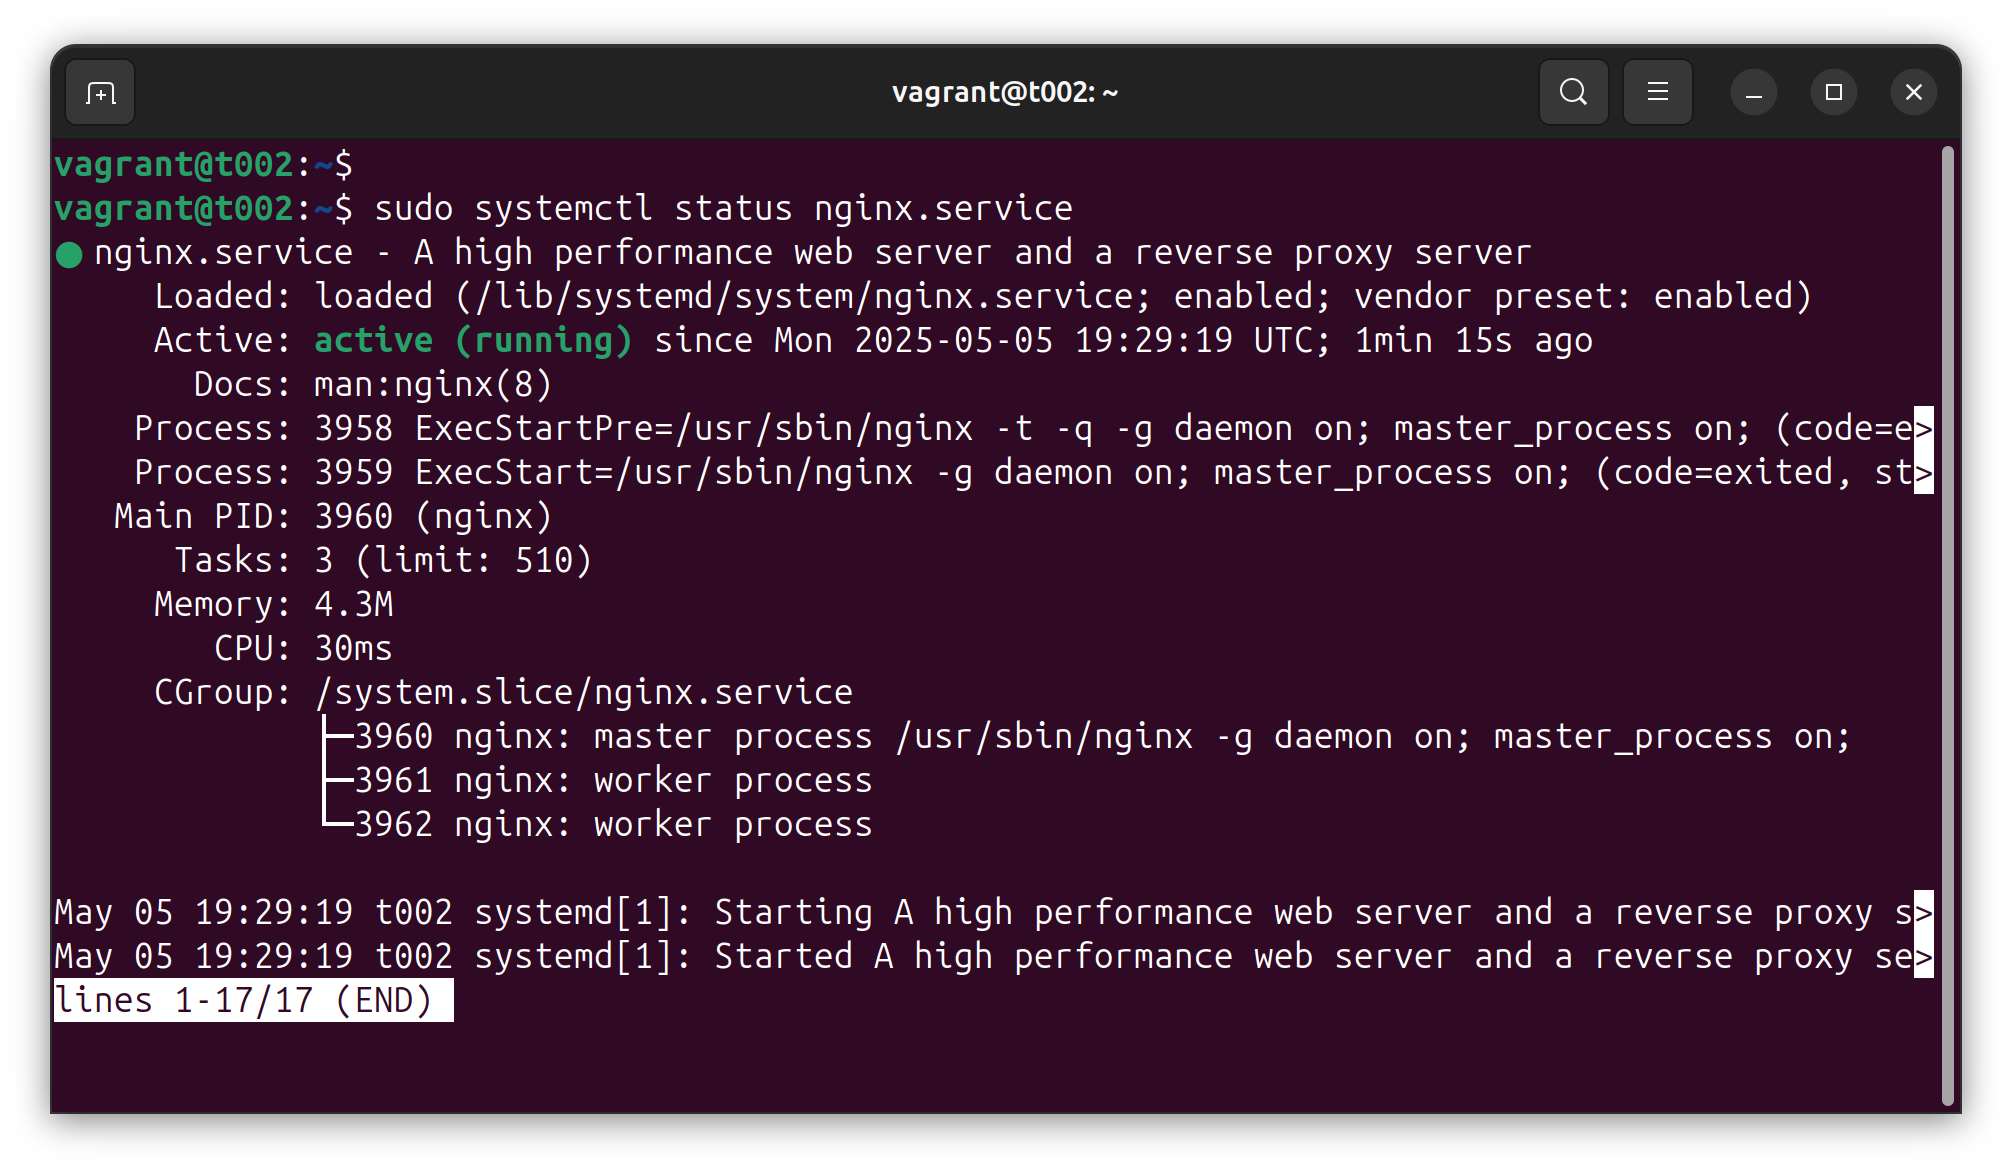 vagrant@t002: ~
vagrant@t002:~$
vagrant@t002:~$ sudo systemctl status nginx.service
● nginx.service - A high performance web server and a reverse proxy server
     Loaded: loaded (/lib/systemd/system/nginx.service; enabled; vendor preset: enabled)
     Active: active (running) since Mon 2025-05-05 19:29:19 UTC; 1min 15s ago
       Docs: man:nginx(8)
    Process: 3958 ExecStartPre=/usr/sbin/nginx -t -q -g daemon on; master_process on; (code=e>
    Process: 3959 ExecStart=/usr/sbin/nginx -g daemon on; master_process on; (code=exited, st>
   Main PID: 3960 (nginx)
      Tasks: 3 (limit: 510)
     Memory: 4.3M
        CPU: 30ms
     CGroup: /system.slice/nginx.service
             ├─3960 nginx: master process /usr/sbin/nginx -g daemon on; master_process on;
             ├─3961 nginx: worker process
             └─3962 nginx: worker process
May 05 19:29:19 t002 systemd[1]: Starting A high performance web server and a reverse proxy s>
May 05 19:29:19 t002 systemd[1]: Started A high performance web server and a reverse proxy se>
lines 1-17/17 (END)